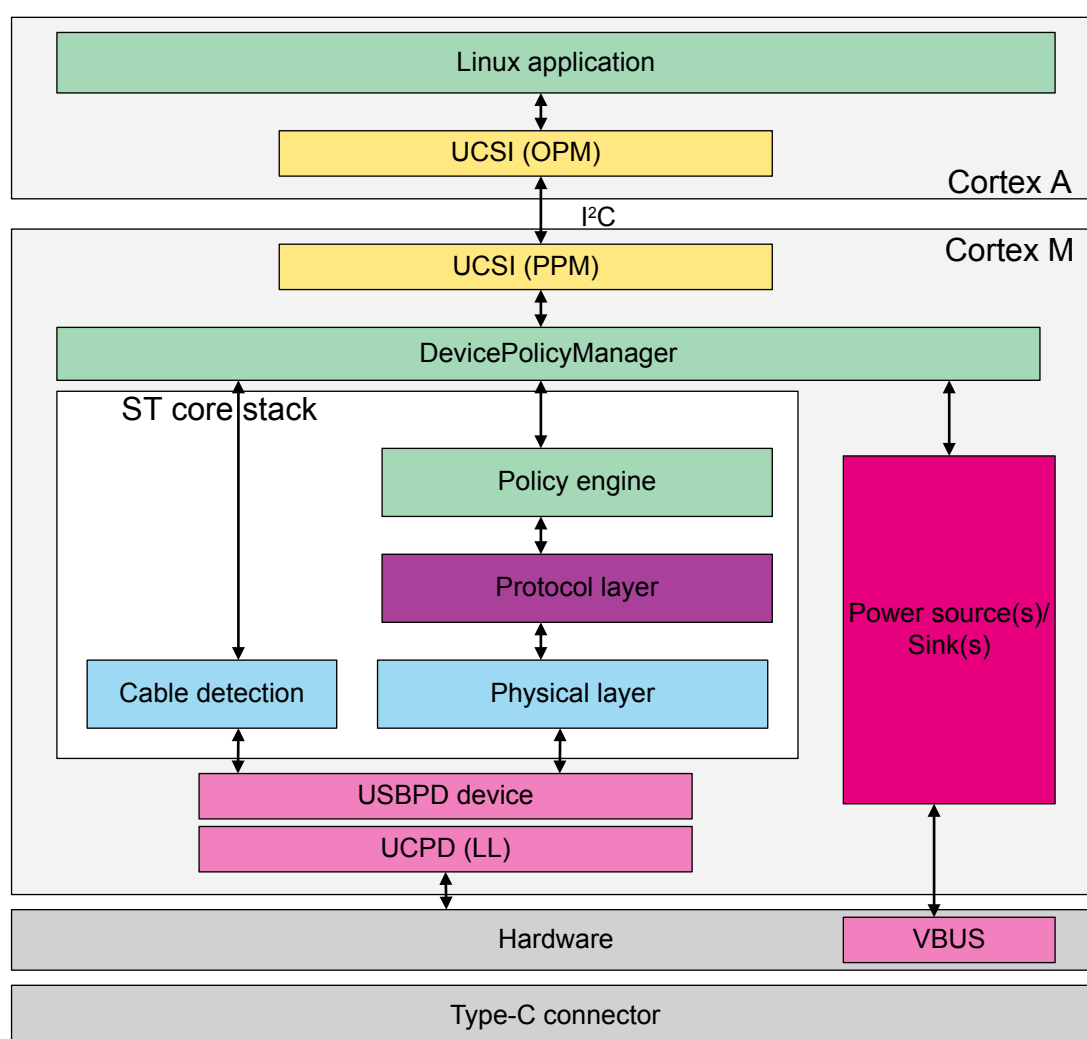 Linux application
UCSI (OPM)
Cortex A
I²C
Cortex M
UCSI (PPM)
DevicePolicyManager
ST core stack
Policy engine
Protocol layer
Power source(s)/
Sink(s)
Cable detection
Physical layer
USBPD device
UCPD (LL)
Hardware
VBUS
Type-C connector